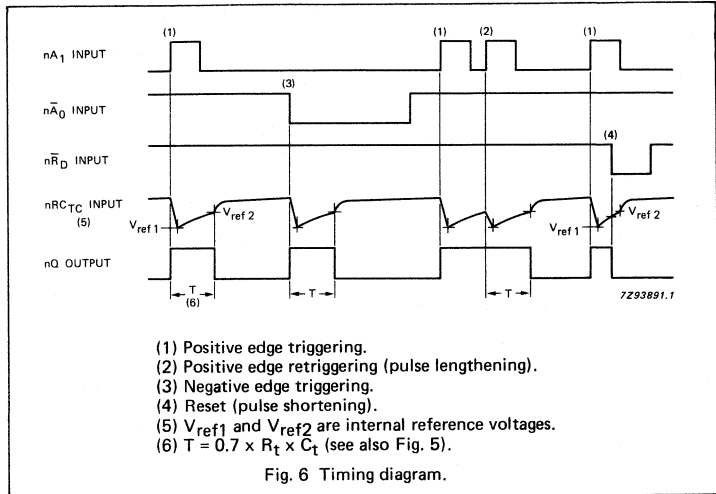 (1) (1) (2) (1)
nA1 INPUT
(3)
nA̅0 INPUT
(4)
nR̅D INPUT
nRCTC INPUT
(5)
Vref 1 Vref 2 Vref 1 Vref 2
nQ OUTPUT
T T T
(6)
7Z93891.1
(1) Positive edge triggering.
(2) Positive edge retriggering (pulse lengthening).
(3) Negative edge triggering.
(4) Reset (pulse shortening).
(5) Vref1 and Vref2 are internal reference voltages.
(6) T = 0.7 x Rt x Ct (see also Fig. 5).
Fig. 6 Timing diagram.